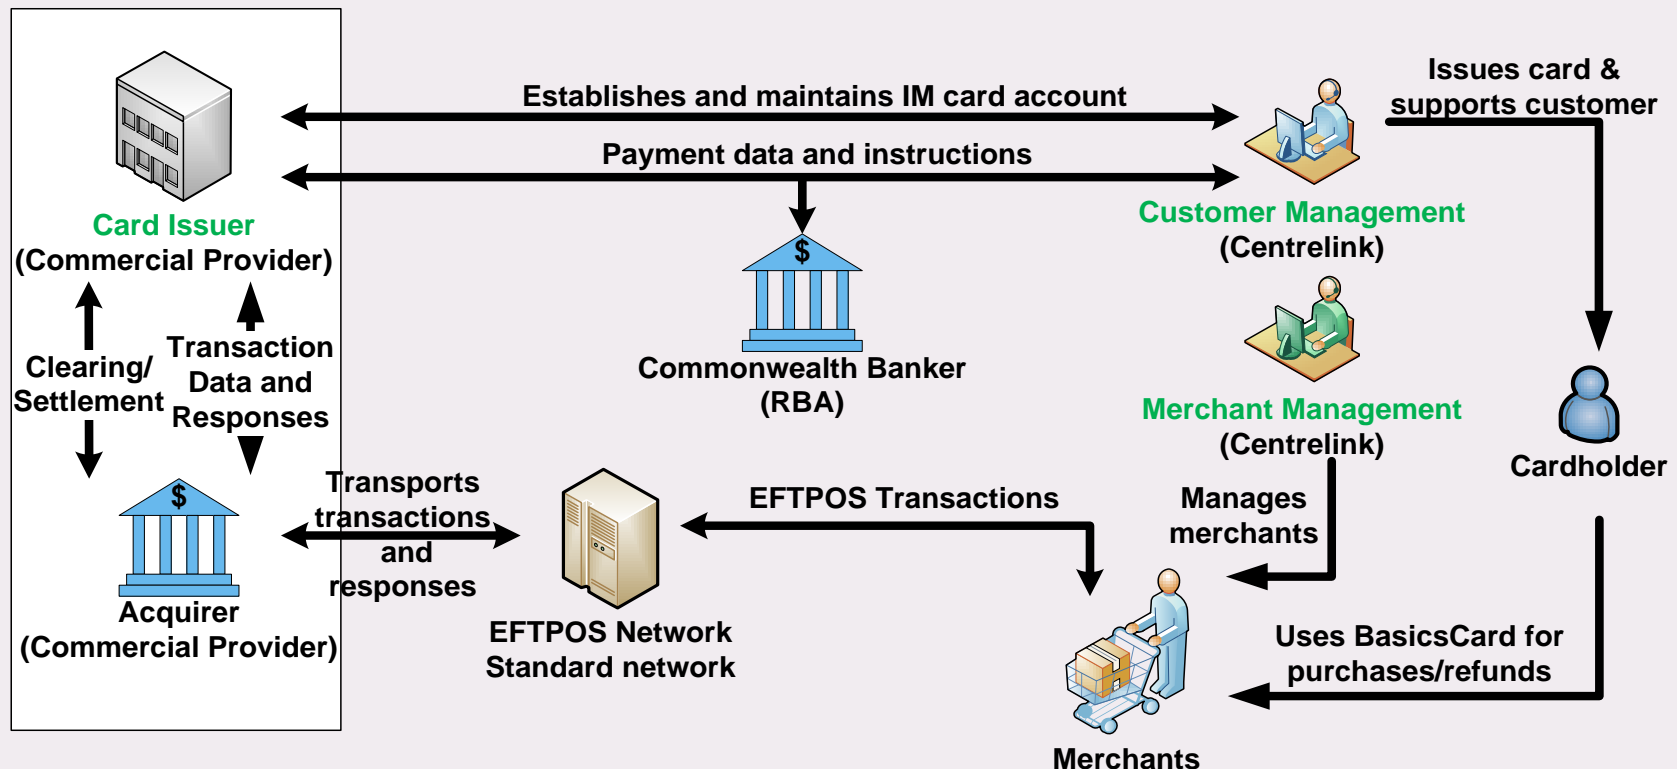 Establishes and maintains IM card account
Issues card &
supports customer
Payment data and instructions
Card Issuer
(Commercial Provider)
$
Customer Management
(Centrelink)
Clearing/
Settlement
Transaction
Data and
Responses
Commonwealth Banker
(RBA)
Merchant Management
(Centrelink)
Cardholder
$
Acquirer
(Commercial Provider)
Transports
transactions
and
responses
EFTPOS Network
Standard network
EFTPOS Transactions
Manages
merchants
Uses BasicsCard for
purchases/refunds
Merchants